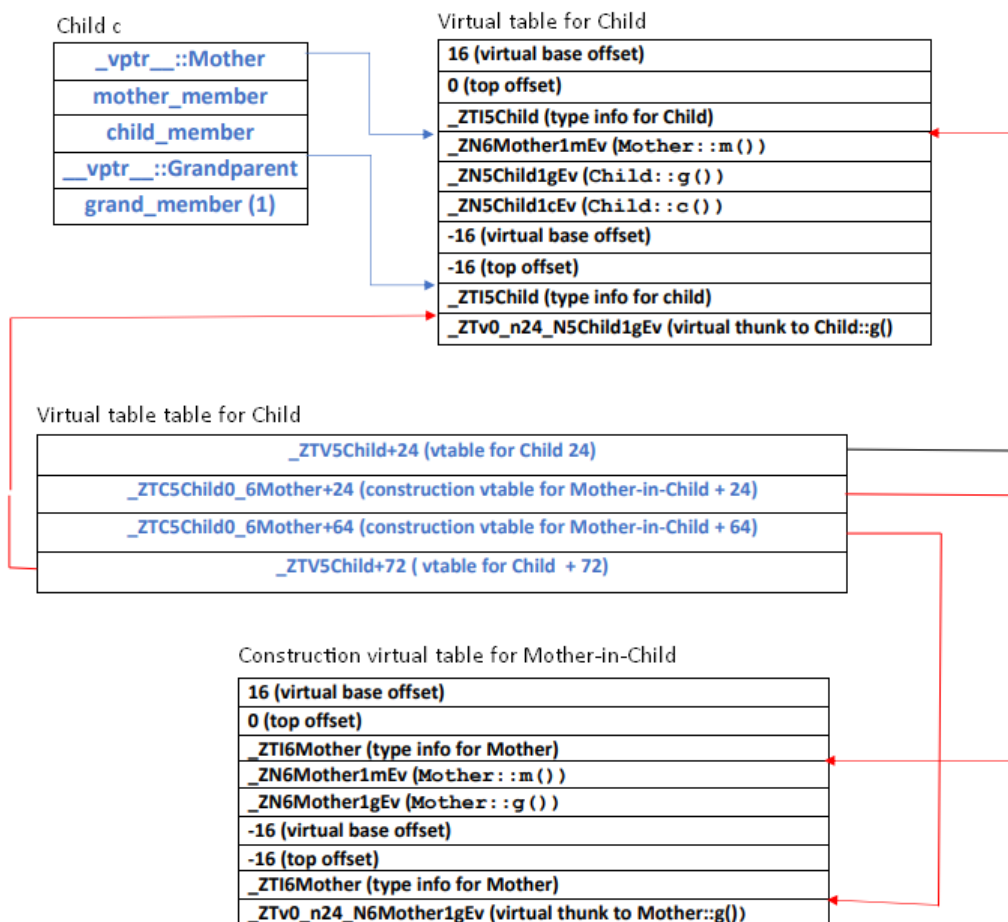 Child c
_vptr__::Mother
mother_member
child_member
__vptr_::Grandparent
grand_member (1)
Virtual table for Child
16 (virtual base offset)
0 (top offset)
_ZTI5Child (type info for Child)
_ZN6Mother1mEv (Mother::m())
_ZN5Child1gEv (Child::g())
_ZN5Child1cEv (Child::c())
-16 (virtual base offset)
-16 (top offset)
_ZTI5Child (type info for child)
_ZTv0_n24_N5Child1gEv (virtual thunk to Child::g()
Virtual table table for Child
_ZTV5Child+24 (vtable for Child 24)
_ZTC5Child0_6Mother+24 (construction vtable for Mother-in-Child + 24)
_ZTC5Child0_6Mother+64 (construction vtable for Mother-in-Child + 64)
_ZTV5Child+72 ( vtable for Child + 72)
Construction virtual table for Mother-in-Child
16 (virtual base offset)
0 (top offset)
_ZTI6Mother (type info for Mother)
_ZN6Mother1mEv (Mother::m())
_ZN6Mother1gEv (Mother::g())
-16 (virtual base offset)
-16 (top offset)
_ZTI6Mother (type info for Mother)
_ZTv0_n24_N6Mother1gEv (virtual thunk to Mother::g())